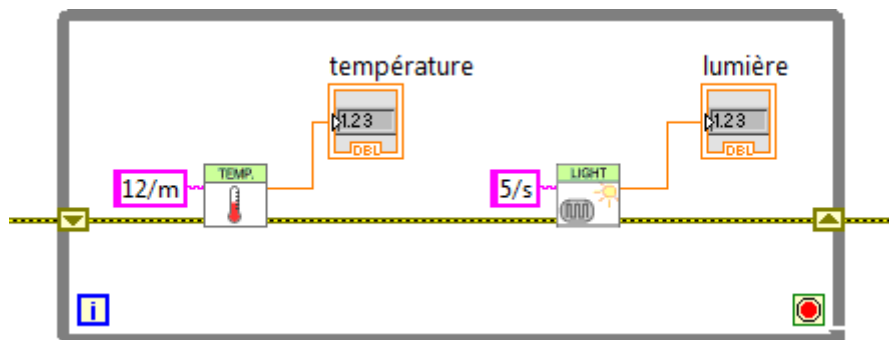 température
lumière
1.23
DBL
1.23
DBL
TEMP.
12/m
LIGHT
5/s
i